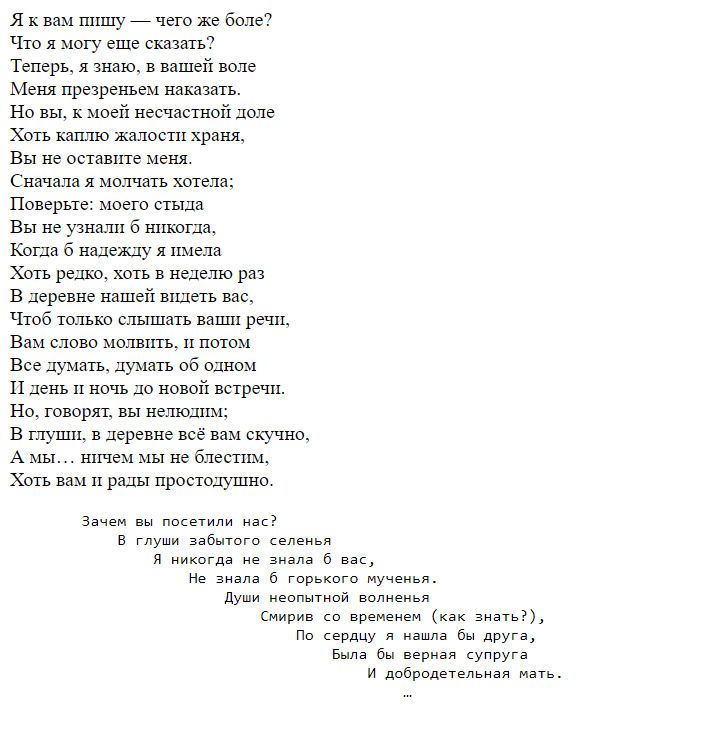 Я к вам пишу — чего же боле?
Что я могу еще сказать?
Теперь, я знаю, в вашей воле
Меня презреньем наказать.
Но вы, к моей несчастной доле
Хоть каплю жалости храня,
Вы не оставите меня.
Сначала я молчать хотела;
Поверьте: моего стыда
Вы не узнали б никогда,
Когда б надежду я имела
Хоть редко, хоть в неделю раз
В деревне нашей видеть вас,
Чтоб только слышать ваши речи,
Вам слово молвить, и потом
Все думать, думать об одном
И день и ночь до новой встречи.
Но, говорят, вы нелюдим;
В глуши, в деревне всё вам скучно,
А мы… ничем мы не блестим,
Хоть вам и рады простодушно.
Зачем вы посетили нас?
В глуши забытого селенья
Я никогда не знала б вас,
Не знала б горького мученья.
Души неопытной волненья
Смирив со временем (как знать?),
По сердцу я нашла бы друга,
Была бы верная супруга
И добродетельная мать.
…